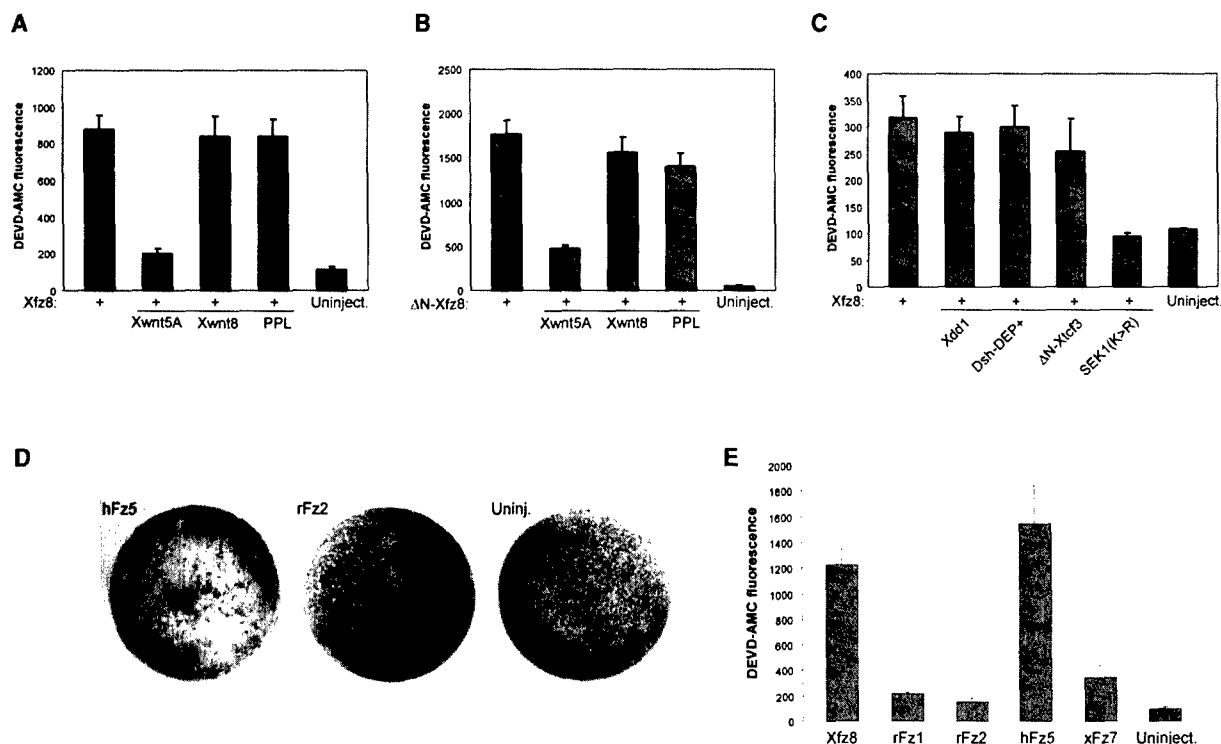 A
DEVD-AMC fluorescence
1200
1000
800
600
400
200
0
Xfz8: + + + + Uninject.
Xwnt5A Xwnt8 PPL
B
DEVD-AMC fluorescence
2500
2000
1500
1000
500
0
ΔN-Xfz8: + + + + Uninject.
Xwnt5A Xwnt8 PPL
C
DEVD-AMC fluorescence
400
350
300
250
200
150
100
50
0
Xfz8: + + + + + Uninject.
Xdd1
Dsh-DEP+
ΔN-Xtcf3
SEK1(K>R)
D
hFz5
rFz2
Uninj.
E
DEVD-AMC fluorescence
2000
1800
1600
1400
1200
1000
800
600
400
200
0
Xfz8 rFz1 rFz2 hFz5 xFz7 Uninject.